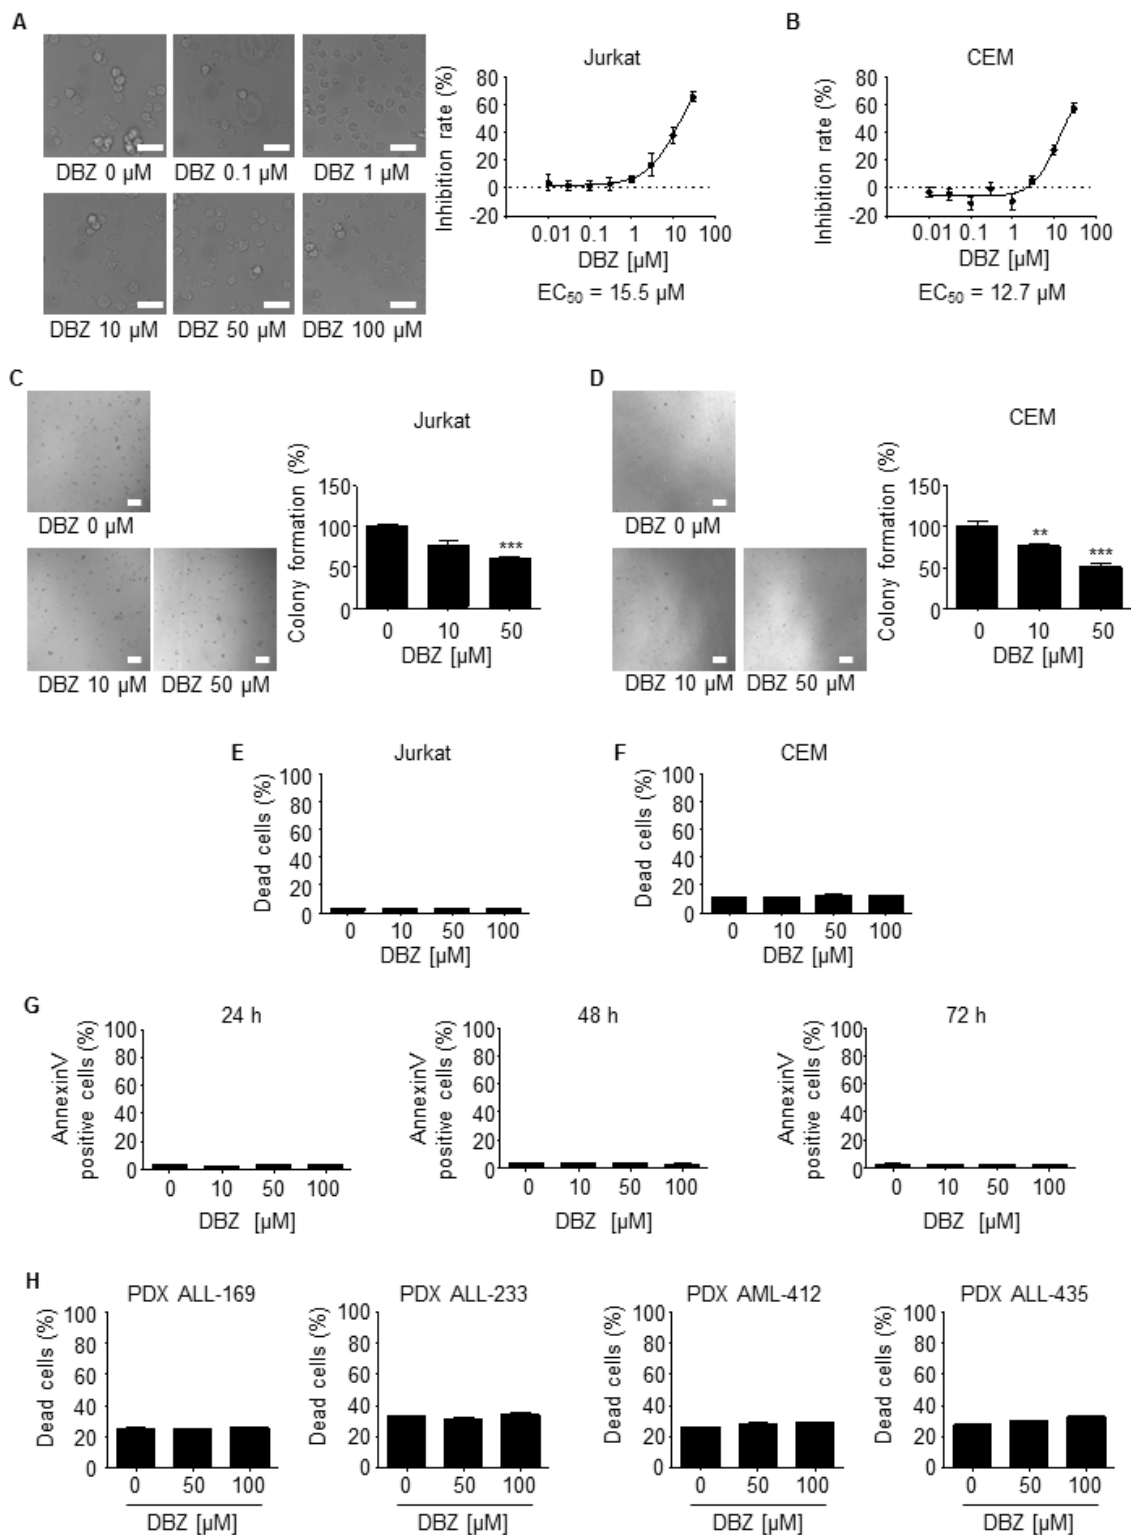 A
DBZ 0 µM
DBZ 0.1 µM
DBZ 1 µM
DBZ 10 µM
DBZ 50 µM
DBZ 100 µM
Jurkat
Inhibition rate (%)
80
60
40
20
0
-20
0.01
0.1
1
10
100
DBZ [µM]
EC50 = 15.5 µM
B
CEM
Inhibition rate (%)
80
60
40
20
0
-20
0.01
0.1
1
10
100
DBZ [µM]
EC50 = 12.7 µM
C
DBZ 0 µM
DBZ 10 µM
DBZ 50 µM
Jurkat
Colony formation (%)
150
100
50
0
***
0
10
50
DBZ [µM]
D
DBZ 0 µM
DBZ 10 µM
DBZ 50 µM
CEM
Colony formation (%)
150
100
50
0
**
***
0
10
50
DBZ [µM]
E
Jurkat
Dead cells (%)
100
80
60
40
20
0
0
10
50
100
DBZ [µM]
F
CEM
Dead cells (%)
100
80
60
40
20
0
0
10
50
100
DBZ [µM]
G
24 h
AnnexinV
positive cells (%)
100
80
60
40
20
0
0
10
50
100
DBZ [µM]
48 h
AnnexinV
positive cells (%)
100
80
60
40
20
0
0
10
50
100
DBZ [µM]
72 h
AnnexinV
positive cells (%)
100
80
60
40
20
0
0
10
50
100
DBZ [µM]
H
PDX ALL-169
Dead cells (%)
100
80
60
40
20
0
0
50
100
DBZ [µM]
PDX ALL-233
Dead cells (%)
100
80
60
40
20
0
0
50
100
DBZ [µM]
PDX AML-412
Dead cells (%)
100
80
60
40
20
0
0
50
100
DBZ [µM]
PDX ALL-435
Dead cells (%)
100
80
60
40
20
0
0
50
100
DBZ [µM]